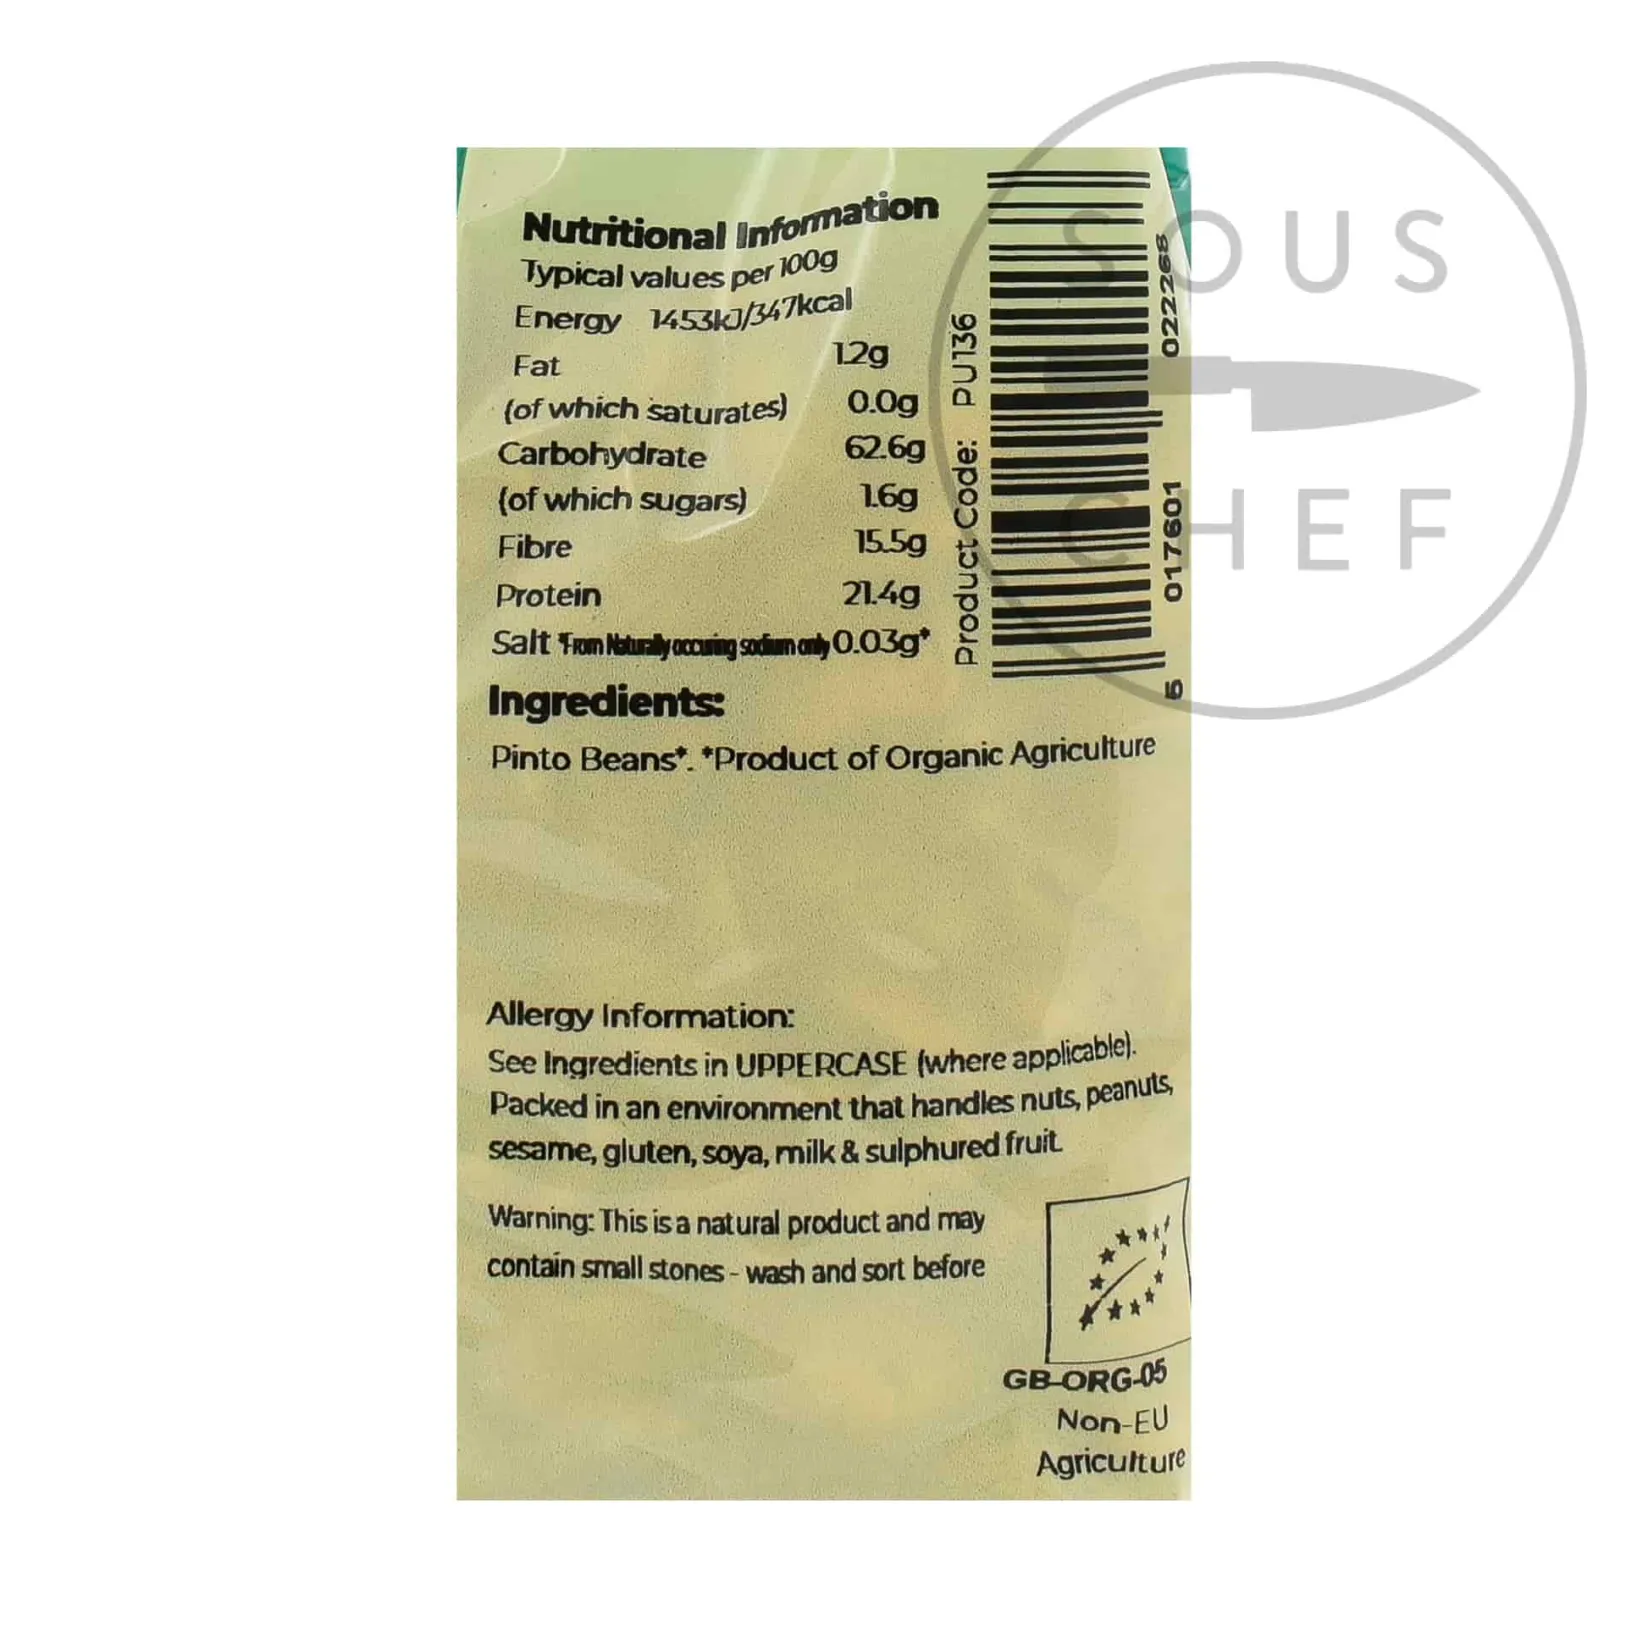 Nutritional Information
Typical values per 100g
Energy 1453kJ/347kcal
Fat 1.2g
(of which saturates) 0.0g
Carbohydrate 62.6g
(of which sugars) 1.6g
Fibre 15.5g
Protein 21.4g
Salt *From Naturally occuring sodium only 0.03g*
Ingredients:
Pinto Beans*. *Product of Organic Agriculture
Allergy Information:
See Ingredients in UPPERCASE (where applicable).
Packed in an environment that handles nuts, peanuts,
sesame, gluten, soya, milk & sulphured fruit.
Warning: This is a natural product and may
contain small stones - wash and sort before
GB-ORG-05
Non-EU
Agriculture
Product Code: PU136
5 017601 022268
SOUS
CHEF